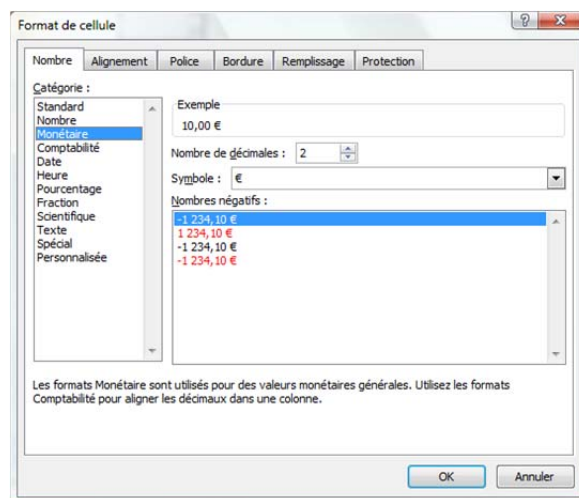 Format de cellule
Nombre Alignement Police Bordure Remplissage Protection
Catégorie :
Standard
Nombre
Monétaire
Comptabilité
Date
Heure
Pourcentage
Fraction
Scientifique
Texte
Spécial
Personnalisée
Exemple
10,00 €
Nombre de décimales : 2
Symbole : €
Nombres négatifs :
-1 234,10 €
1 234,10 €
-1 234,10 €
-1 234,10 €
Les formats Monétaire sont utilisés pour des valeurs monétaires générales. Utilisez les formats
Comptabilité pour aligner les décimaux dans une colonne.
OK Annuler